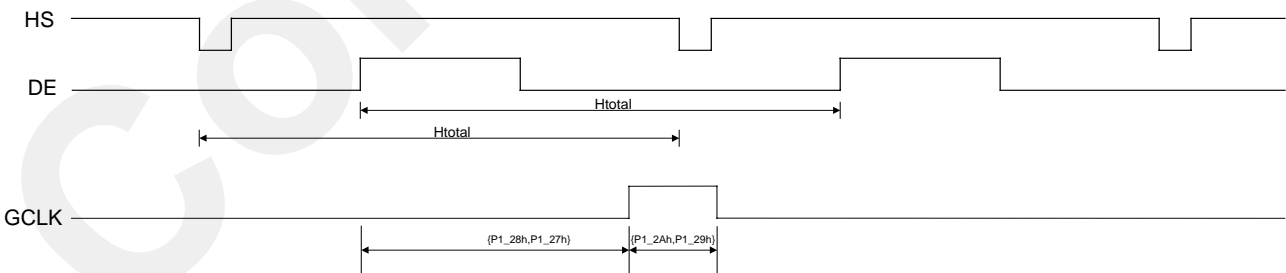 HS
DE
Htotal
Htotal
GCLK
{P1_28h,P1_27h}
{P1_2Ah,P1_29h}